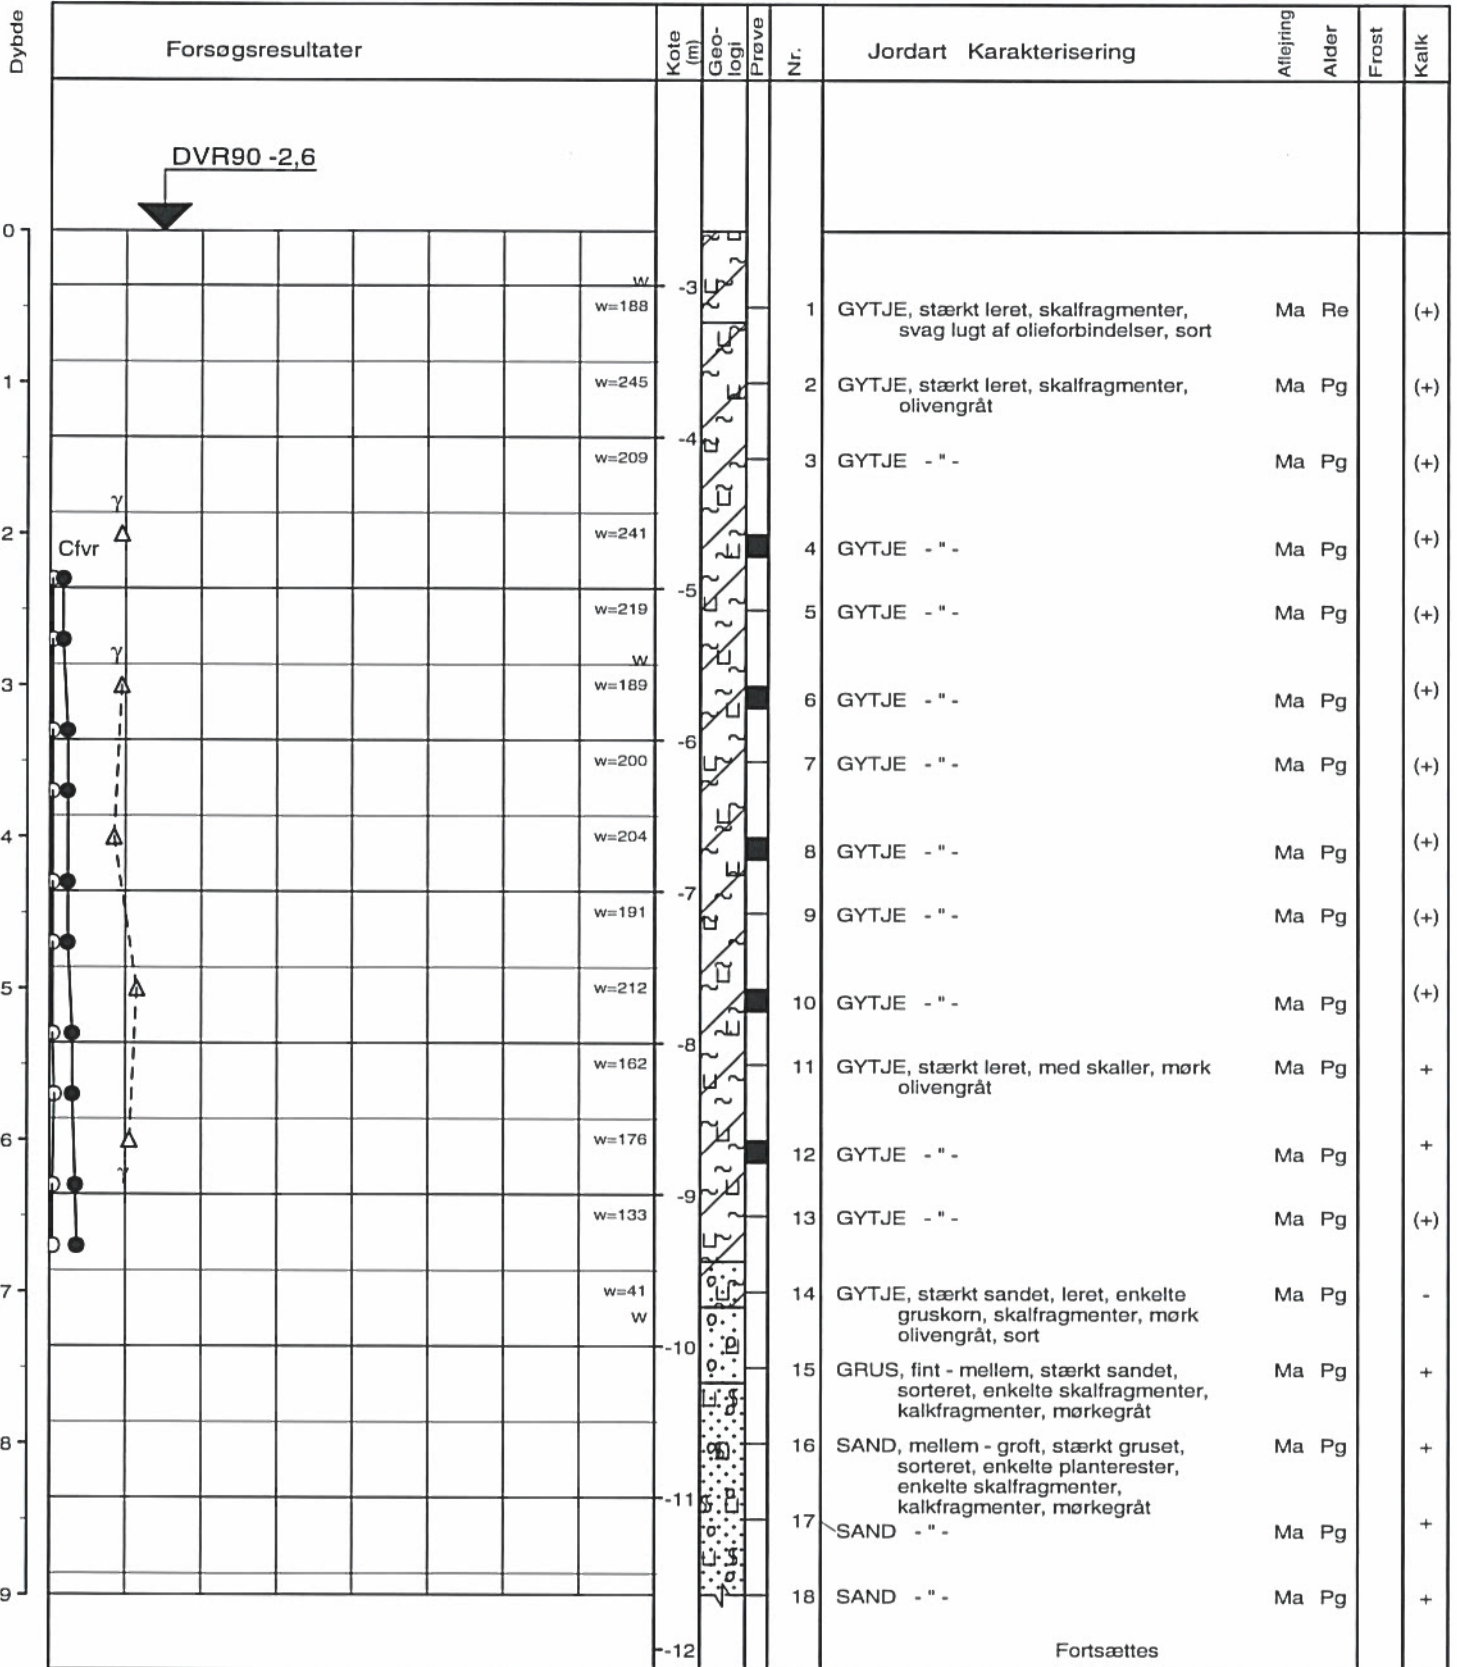 Dybde
Forsøgsresultater
Kote (m)
Geo-logi
Prøve
Nr.
Jordart Karakterisering
Aflejring
Alder
Frost
Kalk
DVR90 -2,6
0
w
-3
w=188
1 GYTJE, stærkt leret, skalfragmenter, Ma Re (+)
svag lugt af olieforbindelser, sort
1
w=245
2 GYTJE, stærkt leret, skalfragmenter, Ma Pg (+)
olivengråt
-4
w=209
3 GYTJE - " - Ma Pg (+)
γ
2
w=241
Cfvr
4 GYTJE - " - Ma Pg (+)
-5
w=219
5 GYTJE - " - Ma Pg (+)
γ
w
3
w=189
6 GYTJE - " - Ma Pg (+)
-6
w=200
7 GYTJE - " - Ma Pg (+)
4
w=204
8 GYTJE - " - Ma Pg (+)
-7
w=191
9 GYTJE - " - Ma Pg (+)
5
w=212
10 GYTJE - " - Ma Pg (+)
-8
w=162
11 GYTJE, stærkt leret, med skaller, mørk Ma Pg +
olivengråt
6
w=176
12 GYTJE - " - Ma Pg +
γ
-9
w=133
13 GYTJE - " - Ma Pg (+)
7
w=41
14 GYTJE, stærkt sandet, leret, enkelte Ma Pg -
gruskorn, skalfragmenter, mørk
olivengråt, sort
w
-10
15 GRUS, fint - mellem, stærkt sandet, Ma Pg +
sorteret, enkelte skalfragmenter,
kalkfragmenter, mørkegråt
8
16 SAND, mellem - groft, stærkt gruset, Ma Pg +
sorteret, enkelte planterester,
enkelte skalfragmenter,
kalkfragmenter, mørkegråt
-11
17 SAND - " - Ma Pg +
9
18 SAND - " - Ma Pg +
-12
Fortsættes